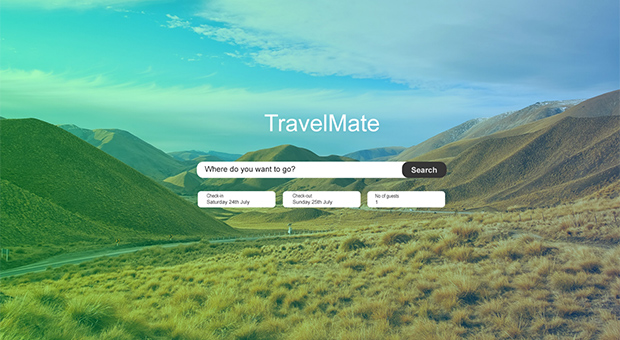 TravelMate
Where do you want to go?
Search
Check-in
Saturday 24th July
Check-out
Sunday 25th July
No of guests
1